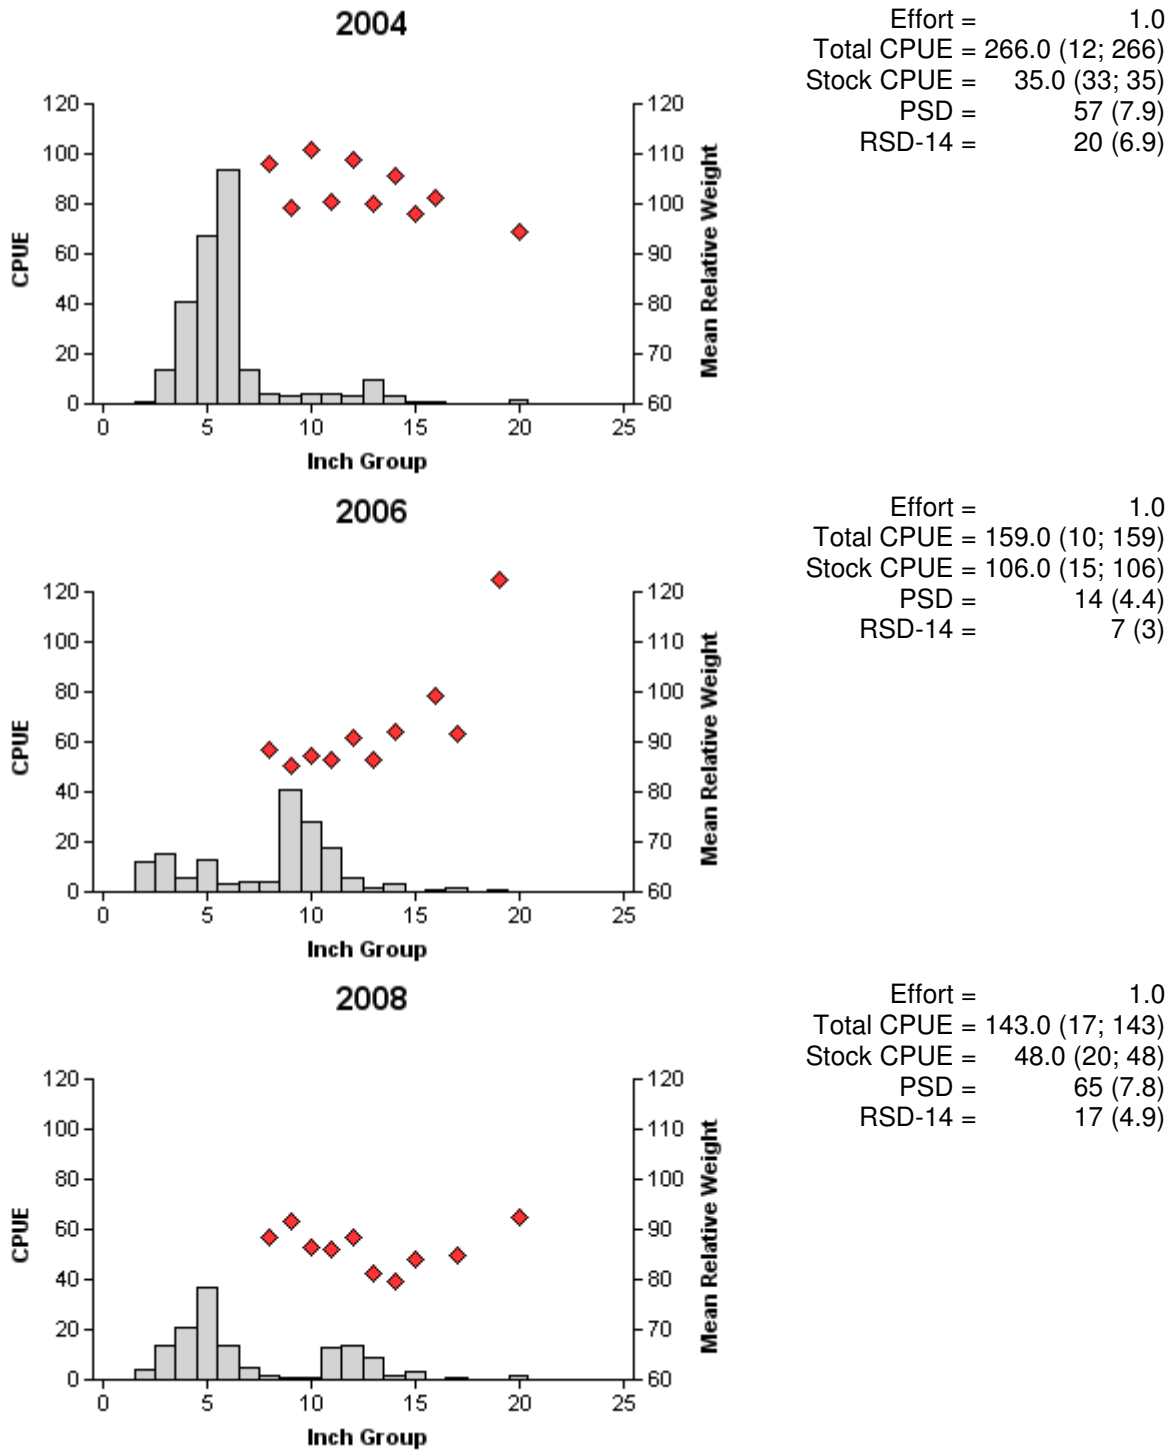 2004
Effort = 1.0
Total CPUE = 266.0 (12; 266)
Stock CPUE = 35.0 (33; 35)
PSD = 57 (7.9)
RSD-14 = 20 (6.9)
120
100
80
60
40
20
0
CPUE
120
110
100
90
80
70
60
Mean Relative Weight
0 5 10 15 20 25
Inch Group
2006
Effort = 1.0
Total CPUE = 159.0 (10; 159)
Stock CPUE = 106.0 (15; 106)
PSD = 14 (4.4)
RSD-14 = 7 (3)
120
100
80
60
40
20
0
CPUE
120
110
100
90
80
70
60
Mean Relative Weight
0 5 10 15 20 25
Inch Group
2008
Effort = 1.0
Total CPUE = 143.0 (17; 143)
Stock CPUE = 48.0 (20; 48)
PSD = 65 (7.8)
RSD-14 = 17 (4.9)
120
100
80
60
40
20
0
CPUE
120
110
100
90
80
70
60
Mean Relative Weight
0 5 10 15 20 25
Inch Group